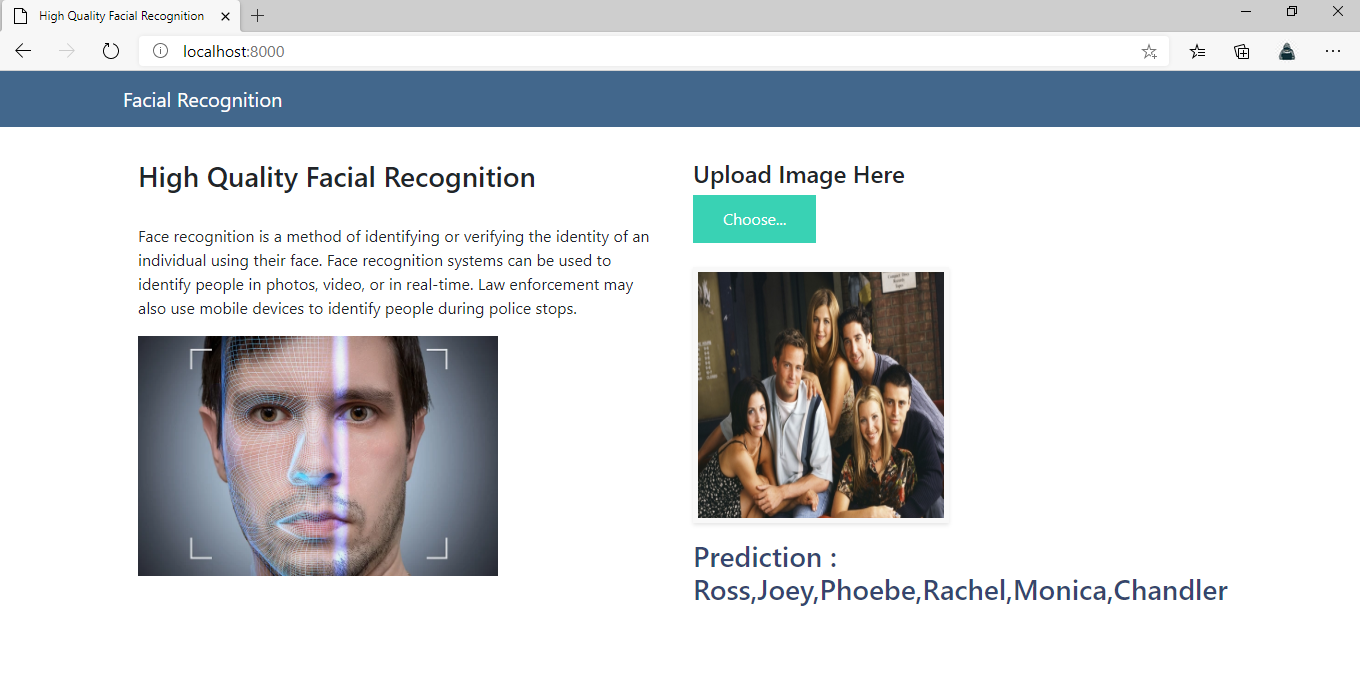 High Quality Facial Recognition
localhost:8000
Facial Recognition
High Quality Facial Recognition
Face recognition is a method of identifying or verifying the identity of an
individual using their face. Face recognition systems can be used to
identify people in photos, video, or in real-time. Law enforcement may
also use mobile devices to identify people during police stops.
Upload Image Here
Choose...
Prediction :
Ross,Joey,Phoebe,Rachel,Monica,Chandler